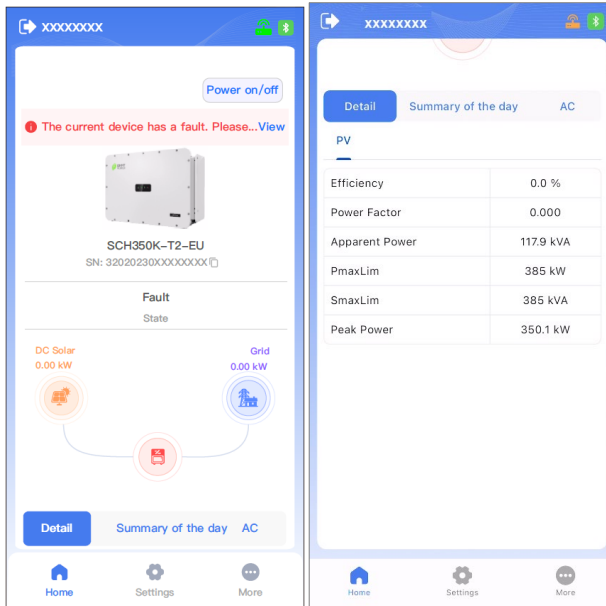 XXXXXXXX
Power on/off
The current device has a fault. Please...View
SCH350K-T2-EU
SN: 32020230XXXXXXXX
Fault
State
DC Solar
0.00 kW
Grid
0.00 kW
Detail
Summary of the day
AC
Home
Settings
More
XXXXXXXX
Detail
Summary of the day
AC
PV
Efficiency 0.0 %
Power Factor 0.000
Apparent Power 117.9 kVA
PmaxLim 385 kW
SmaxLim 385 kVA
Peak Power 350.1 kW
Home
Settings
More